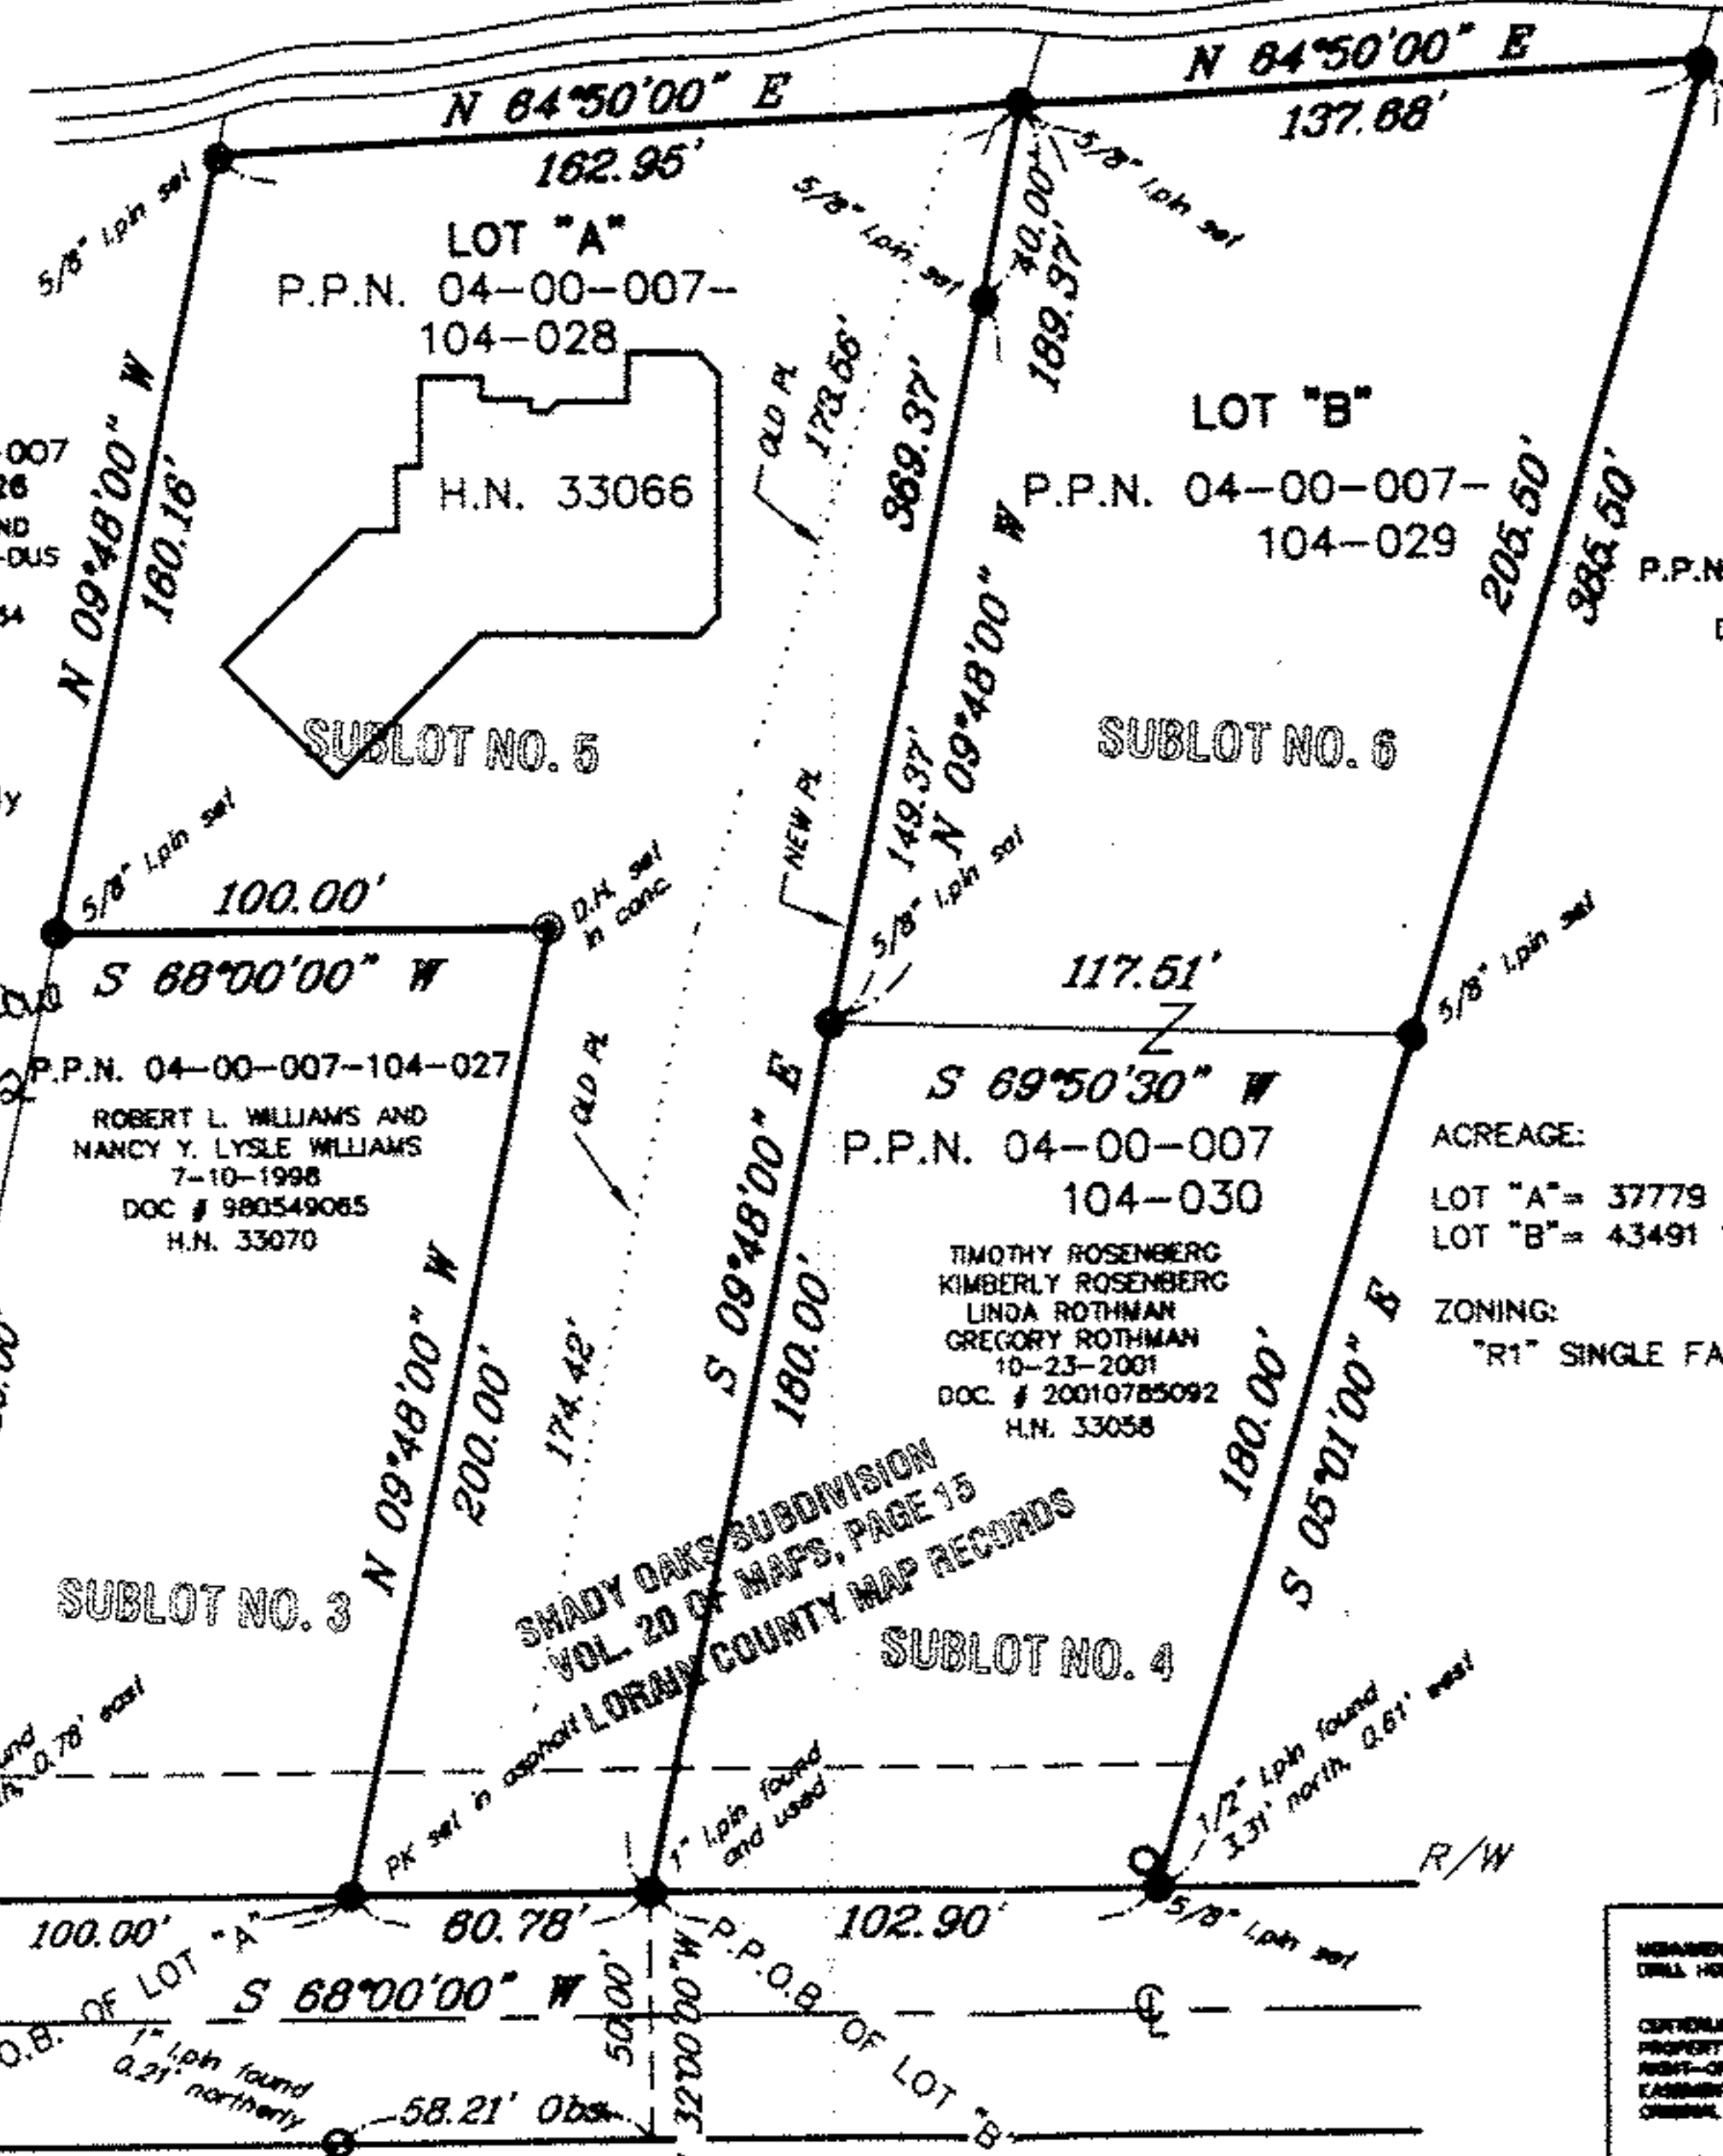 N 84°50'00" E
162.95'
N 84°50'00" E
137.88'
5/8" i.pin set
5/8" i.pin set
5/8" i.pin set
40.00'
189.37'
LOT "A"
P.P.N. 04-00-007-
104-028
H.N. 33066
N 09°48'00" W
160.16'
-007
OLD PL
173.56'
369.37'
N 09°48'00" W
149.37'
NEW PL
LOT "B"
P.P.N. 04-00-007-
104-029
205.50'
385.50'
P.P.N
SUBLOT NO. 5
SUBLOT NO. 6
5/8" i.pin set
100.00'
D.H. set
in conc.
S 68°00'00" W
5/8" i.pin set
117.51'
5/8" i.pin set
S 69°50'30" W
P.P.N. 04-00-007-104-027
ROBERT L. WILLIAMS AND
NANCY Y. LYSLE WILLIAMS
7-10-1998
DOC # 980549065
H.N. 33070
OLD PL
174.42'
N 09°48'00" W
200.00'
S 09°48'00" E
180.00'
P.P.N. 04-00-007
104-030
TIMOTHY ROSENBERG
KIMBERLY ROSENBERG
LINDA ROTHMAN
GREGORY ROTHMAN
10-23-2001
DOC. # 20010785092
H.N. 33058
ACREAGE:
LOT "A"= 37779
LOT "B"= 43491
ZONING:
"R1" SINGLE FA
180.00'
S 05°01'00" E
SHADY OAKS SUBDIVISION
VOL. 20 OF MAPS, PAGE 15
LORAIN COUNTY MAP RECORDS
SUBLOT NO. 3
SUBLOT NO. 4
0.78' east
PK set in asphalt
1" i.pin found
and used
1/2" i.pin found
3.31' north, 0.61' east
R/W
5/8" i.pin set
100.00'
60.78'
102.90'
O.B. OF LOT "A"
S 68°00'00" W
50.00'
32°00'00"W
P.P.O.B. OF LOT "B"
CL
1" i.pin found
0.21' northerly
58.21' Obs.